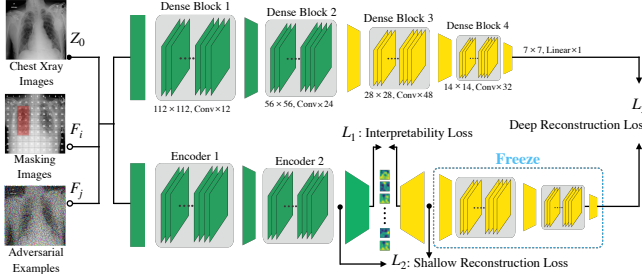 Dense Block 1
Dense Block 2
Dense Block 3
Dense Block 4
Z0
Chest Xray
Images
112×112, Conv×12
56×56, Conv×24
28×28, Conv×48
14×14, Conv×32
7×7, Linear×1
Fi
Masking
Images
L1: Interpretability Loss
Deep Reconstruction Loss
Encoder 1
Encoder 2
Freeze
Fj
Adversarial
Examples
L2: Shallow Reconstruction Loss